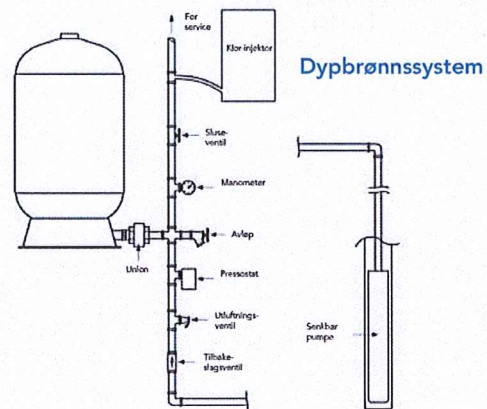 For
service
Klor injektor
Dypbrønnssystem
Sluse-
ventil
Manometer
Avløp
Union
Pressostat
Utluftnings-
ventil
Senkbar
pumpe
Tilbake-
slagsventil